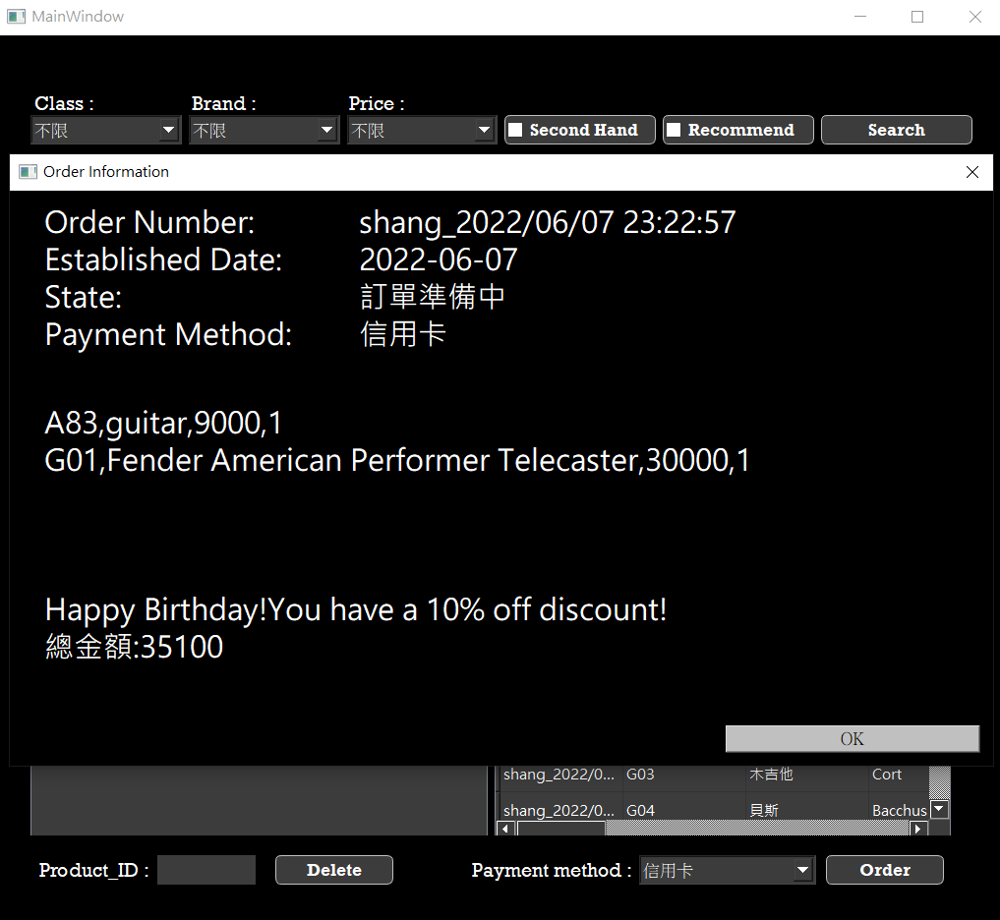 MainWindow
Class :
Brand :
Price :
不限
不限
不限
Second Hand
Recommend
Search
Order Information
Order Number: shang_2022/06/07 23:22:57
Established Date: 2022-06-07
State: 訂單準備中
Payment Method: 信用卡
A83,guitar,9000,1
G01,Fender American Performer Telecaster,30000,1
Happy Birthday!You have a 10% off discount!
總金額:35100
OK
shang_2022/0... G03 木吉他 Cort
shang_2022/0... G04 貝斯 Bacchus
Product_ID :
Delete
Payment method :
信用卡
Order